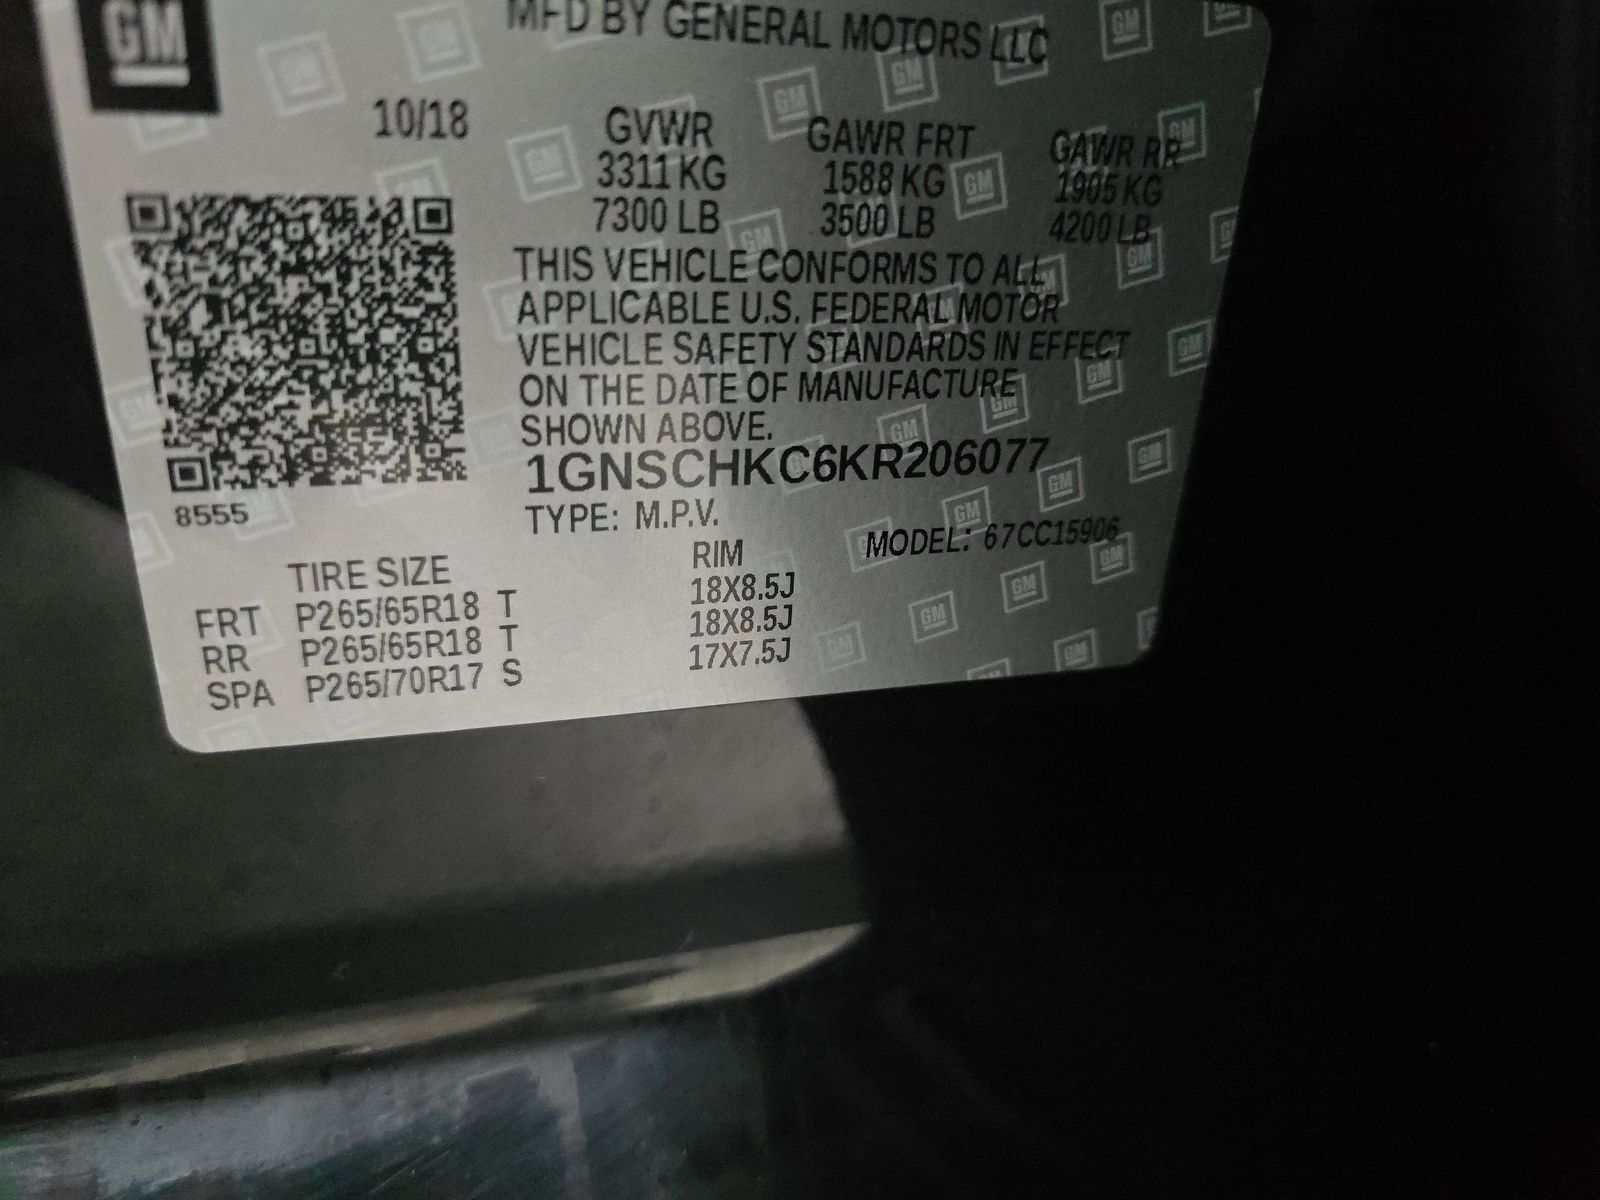 GM
MFD BY GENERAL MOTORS LLC
10/18
GVWR GAWR FRT GAWR RR
3311 KG 1588 KG 1905 KG
7300 LB 3500 LB 4200 LB
THIS VEHICLE CONFORMS TO ALL
APPLICABLE U.S. FEDERAL MOTOR
VEHICLE SAFETY STANDARDS IN EFFECT
ON THE DATE OF MANUFACTURE
SHOWN ABOVE.
1GNSCHKC6KR206077
8555
TYPE: M.P.V. MODEL: 67CC15906
TIRE SIZE RIM
FRT P265/65R18 T 18X8.5J
RR P265/65R18 T 18X8.5J
SPA P265/70R17 S 17X7.5J